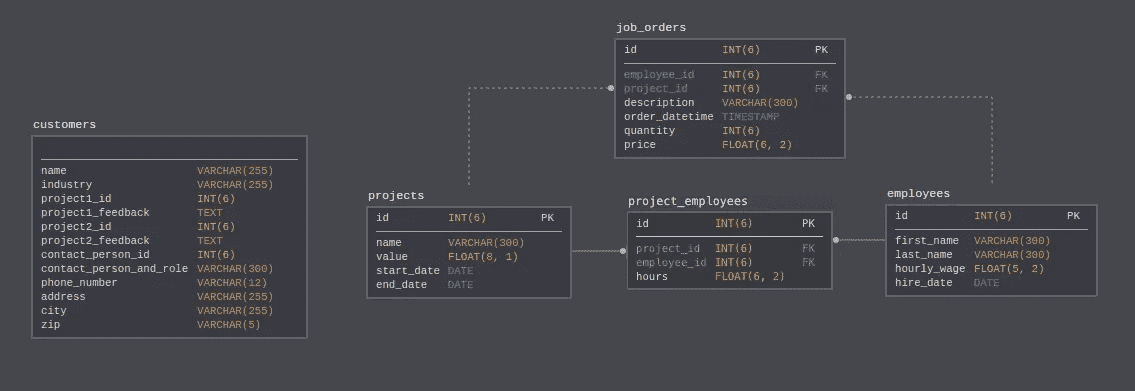 customers
name VARCHAR(255)
industry VARCHAR(255)
project1_id INT(6)
project1_feedback TEXT
project2_id INT(6)
project2_feedback TEXT
contact_person_id INT(6)
contact_person_and_role VARCHAR(300)
phone_number VARCHAR(12)
address VARCHAR(255)
city VARCHAR(255)
zip VARCHAR(5)
projects
id INT(6) PK
name VARCHAR(300)
value FLOAT(8, 1)
start_date DATE
end_date DATE
job_orders
id INT(6) PK
employee_id INT(6) FK
project_id INT(6) FK
description VARCHAR(300)
order_datetime TIMESTAMP
quantity INT(6)
price FLOAT(6, 2)
project_employees
id INT(6) PK
project_id INT(6) FK
employee_id INT(6) FK
hours FLOAT(6, 2)
employees
id INT(6) PK
first_name VARCHAR(300)
last_name VARCHAR(300)
hourly_wage FLOAT(5, 2)
hire_date DATE